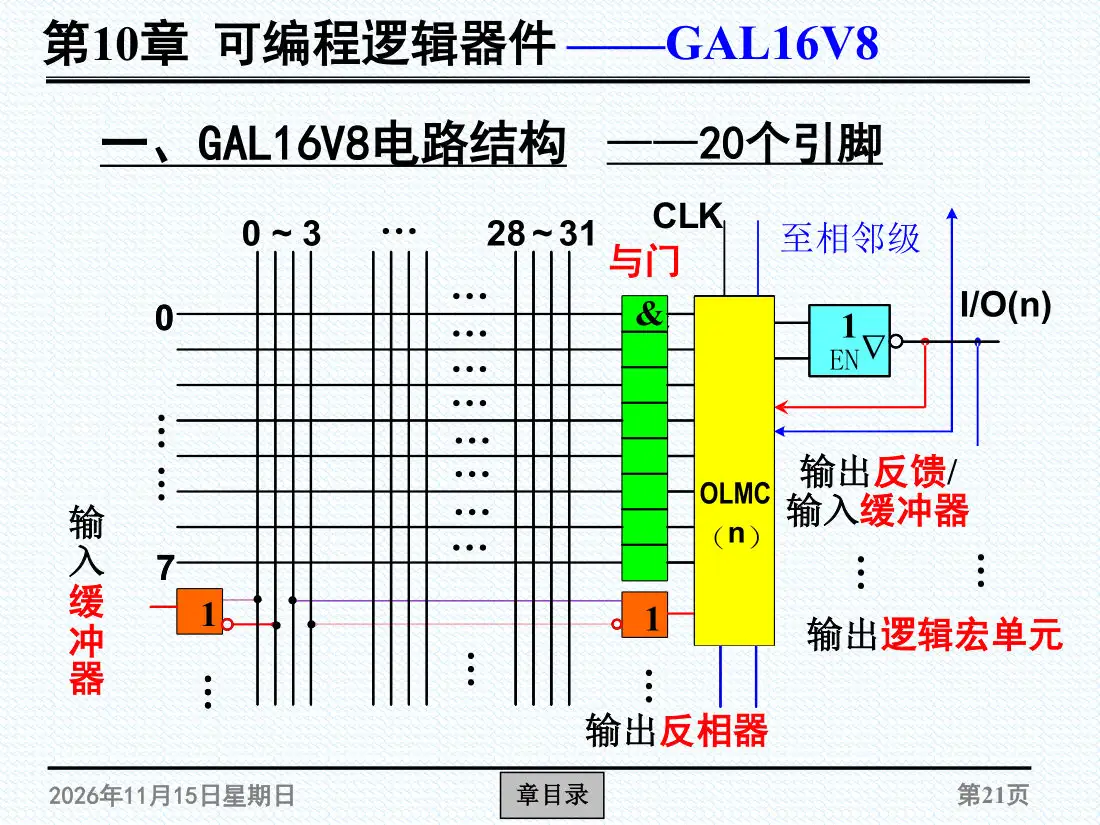 第10章 可编程逻辑器件 ——GAL16V8
一、GAL16V8电路结构 ——20个引脚
0 ~ 3 … 28 ~ 31
CLK
至相邻级
与门
0
…
…
…
…
…
…
…
…
7
&
1
EN
▽
I/O(n)
OLMC
（n）
输出反馈/
输入缓冲器
输入缓冲器
1
1
输出逻辑宏单元
输出反相器
2026年11月15日星期日
章目录
第21页